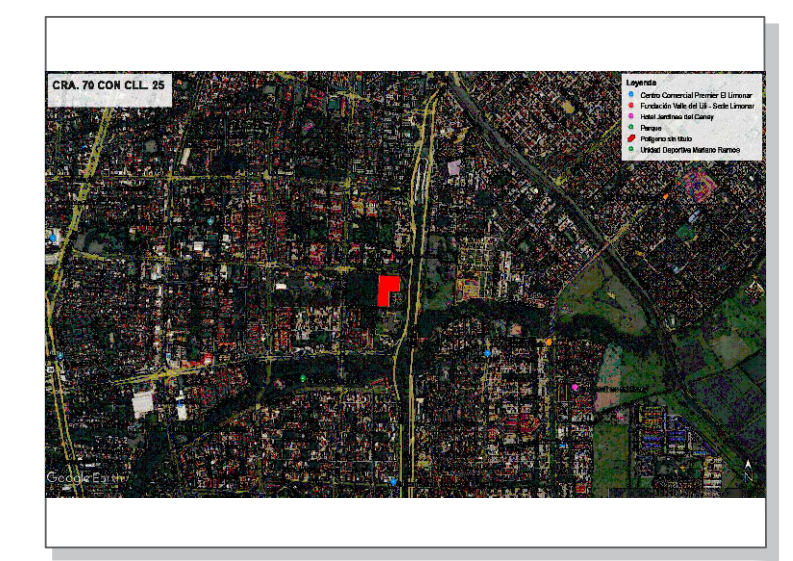 CRA. 70 CON CLL. 25
Leyenda
Centro Comercial Premier El Limonar
Fundación Valle del Lili - Sede Limonar
Hotel Jardines del Caney
Parque
Polígono sin título
Unidad Deportiva Mariano Ramos
Google Earth
N